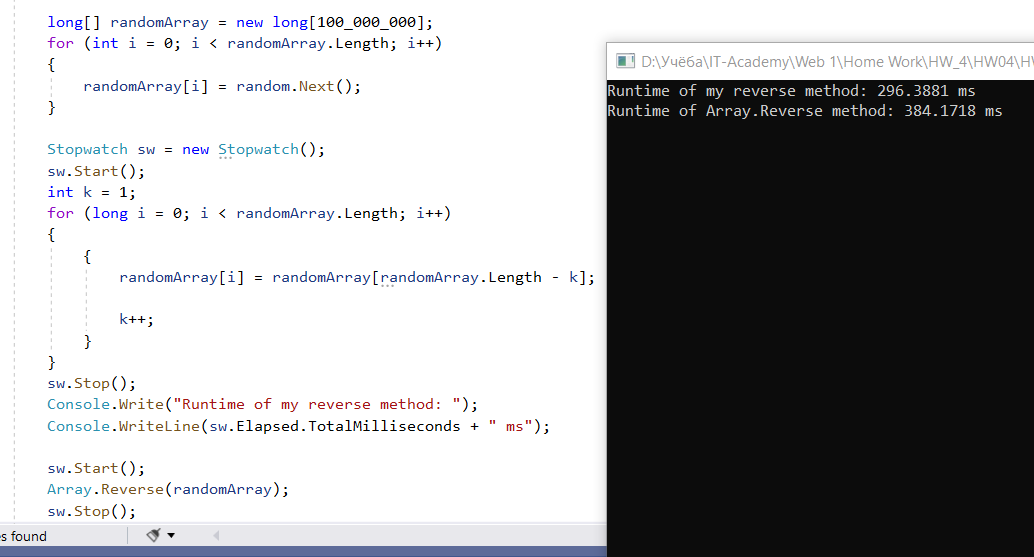 long[] randomArray = new long[100_000_000];
for (int i = 0; i < randomArray.Length; i++)
{
randomArray[i] = random.Next();
}
Stopwatch sw = new Stopwatch();
sw.Start();
int k = 1;
for (long i = 0; i < randomArray.Length; i++)
{
{
randomArray[i] = randomArray[randomArray.Length - k];
k++;
}
}
sw.Stop();
Console.Write("Runtime of my reverse method: ");
Console.WriteLine(sw.Elapsed.TotalMilliseconds + " ms");
sw.Start();
Array.Reverse(randomArray);
sw.Stop();
s found
D:\Учёба\IT-Academy\Web 1\Home Work\HW_4\HW04\HW
Runtime of my reverse method: 296.3881 ms
Runtime of Array.Reverse method: 384.1718 ms